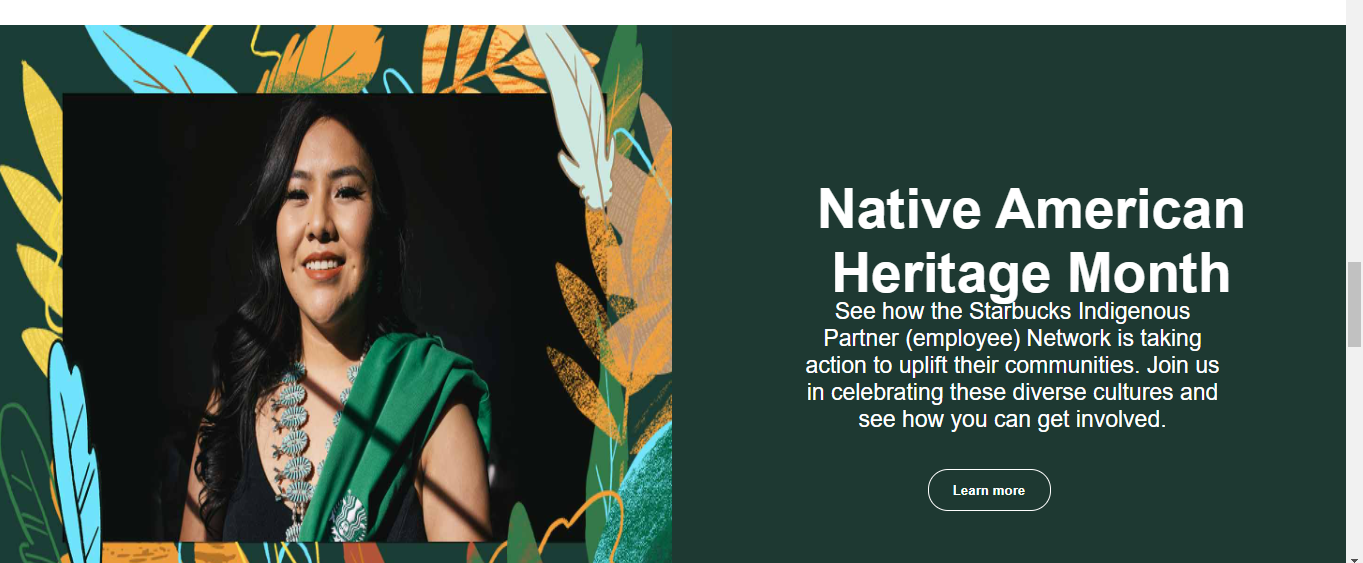 Native American
Heritage Month
See how the Starbucks Indigenous
Partner (employee) Network is taking
action to uplift their communities. Join us
in celebrating these diverse cultures and
see how you can get involved.
Learn more